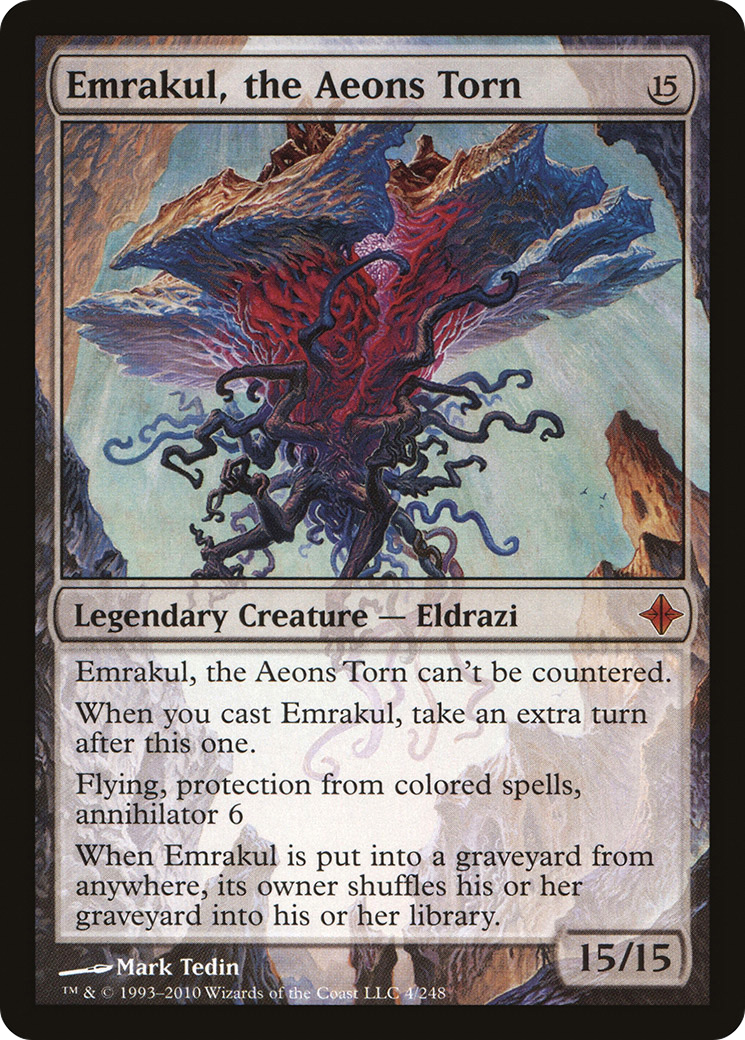 Emrakul, the Aeons Torn 15
Legendary Creature — Eldrazi
Emrakul, the Aeons Torn can't be countered.
When you cast Emrakul, take an extra turn
after this one.
Flying, protection from colored spells,
annihilator 6
When Emrakul is put into a graveyard from
anywhere, its owner shuffles his or her
graveyard into his or her library.
15/15
Mark Tedin
™ & © 1993–2010 Wizards of the Coast LLC 4/248